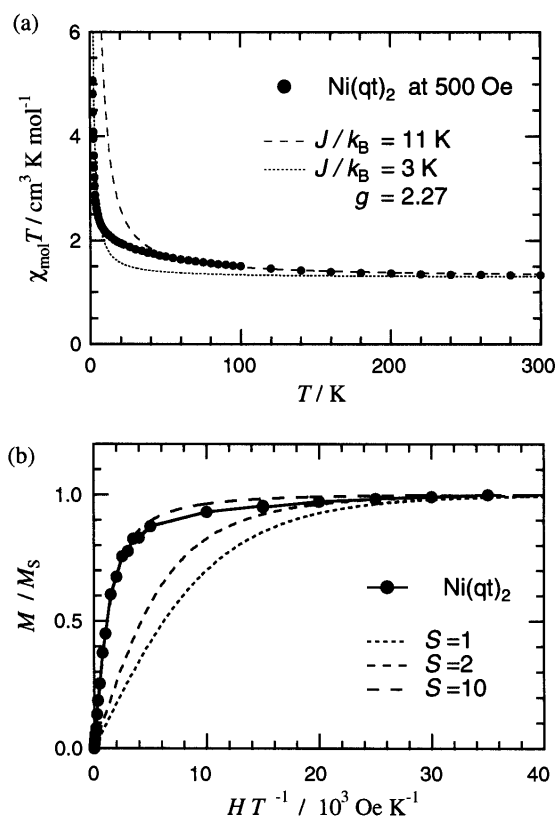 (a)
6
4
2
0
χmolT / cm³ K mol⁻¹
Ni(qt)₂ at 500 Oe
J / kB = 11 K
J / kB = 3 K
g = 2.27
0 100 200 300
T / K
(b)
1.0
0.5
0.0
M / MS
Ni(qt)₂
S =1
S =2
S =10
0 10 20 30 40
H T ⁻¹ / 10³ Oe K⁻¹